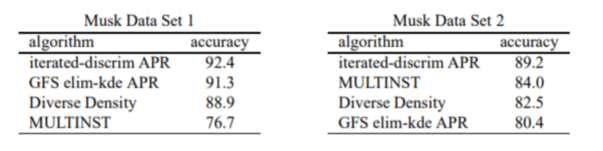 Musk Data Set 1
algorithm accuracy
iterated-discrim APR 92.4
GFS elim-kde APR 91.3
Diverse Density 88.9
MULTINST 76.7
Musk Data Set 2
algorithm accuracy
iterated-discrim APR 89.2
MULTINST 84.0
Diverse Density 82.5
GFS elim-kde APR 80.4